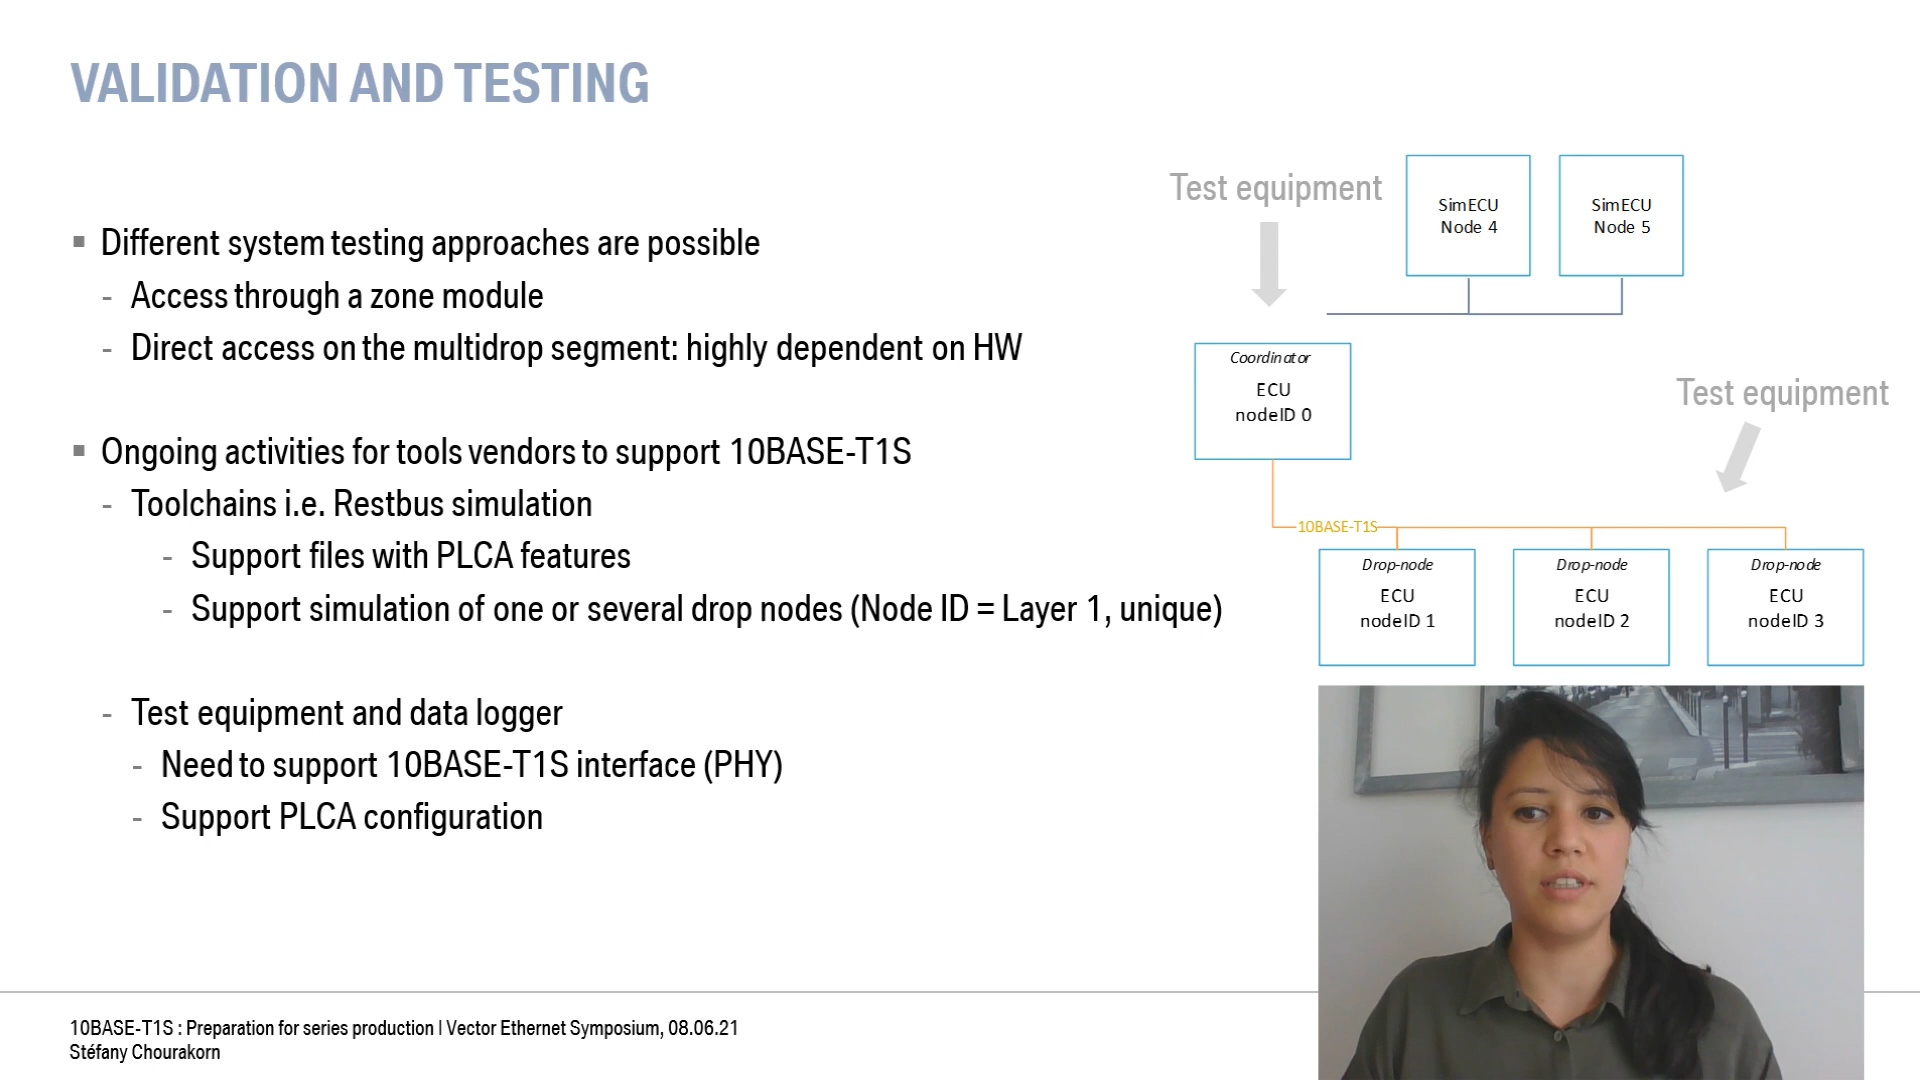 VALIDATION AND TESTING
▪ Different system testing approaches are possible
- Access through a zone module
- Direct access on the multidrop segment: highly dependent on HW
▪ Ongoing activities for tools vendors to support 10BASE-T1S
- Toolchains i.e. Restbus simulation
- Support files with PLCA features
- Support simulation of one or several drop nodes (Node ID = Layer 1, unique)
- Test equipment and data logger
- Need to support 10BASE-T1S interface (PHY)
- Support PLCA configuration
Test equipment
SimECU
Node 4
SimECU
Node 5
Coordinator
ECU
nodeID 0
Test equipment
10BASE-T1S
Drop-node
ECU
nodeID 1
Drop-node
ECU
nodeID 2
Drop-node
ECU
nodeID 3
10BASE-T1S : Preparation for series production | Vector Ethernet Symposium, 08.06.21
Stéfany Chourakorn